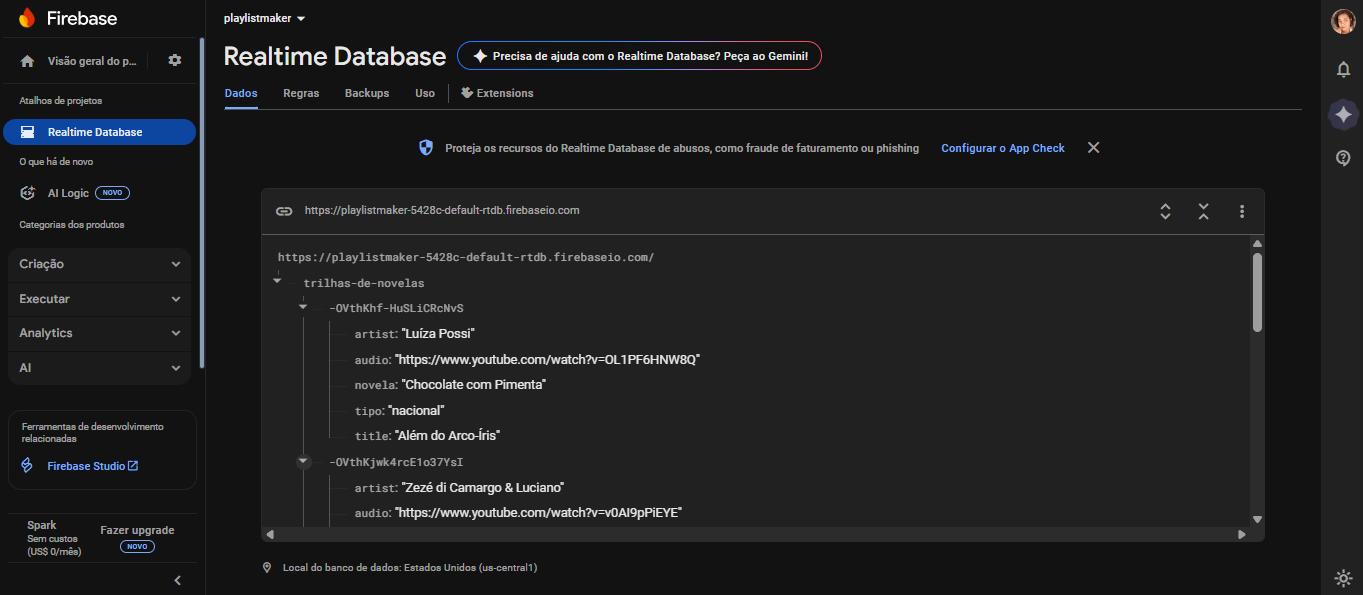 Firebase
Visão geral do p...
Atalhos de projetos
Realtime Database
O que há de novo
AI Logic NOVO
Categorias dos produtos
Criação
Executar
Analytics
AI
Ferramentas de desenvolvimento
relacionadas
Firebase Studio
Spark
Sem custos
(US$ 0/mês)
Fazer upgrade
NOVO
playlistmaker
Realtime Database
Precisa de ajuda com o Realtime Database? Peça ao Gemini!
Dados Regras Backups Uso Extensions
Proteja os recursos do Realtime Database de abusos, como fraude de faturamento ou phishing Configurar o App Check
https://playlistmaker-5428c-default-rtdb.firebaseio.com
https://playlistmaker-5428c-default-rtdb.firebaseio.com/
trilhas-de-novelas
-OVthKhf-HuSLiCRcNvS
artist: "Luíza Possi"
audio: "https://www.youtube.com/watch?v=OL1PF6HNW8Q"
novela: "Chocolate com Pimenta"
tipo: "nacional"
title: "Além do Arco-Íris"
-OVthKjwk4rcE1o37YsI
artist: "Zezé di Camargo & Luciano"
audio: "https://www.youtube.com/watch?v=v0AI9pPiEYE"
Local do banco de dados: Estados Unidos (us-central1)